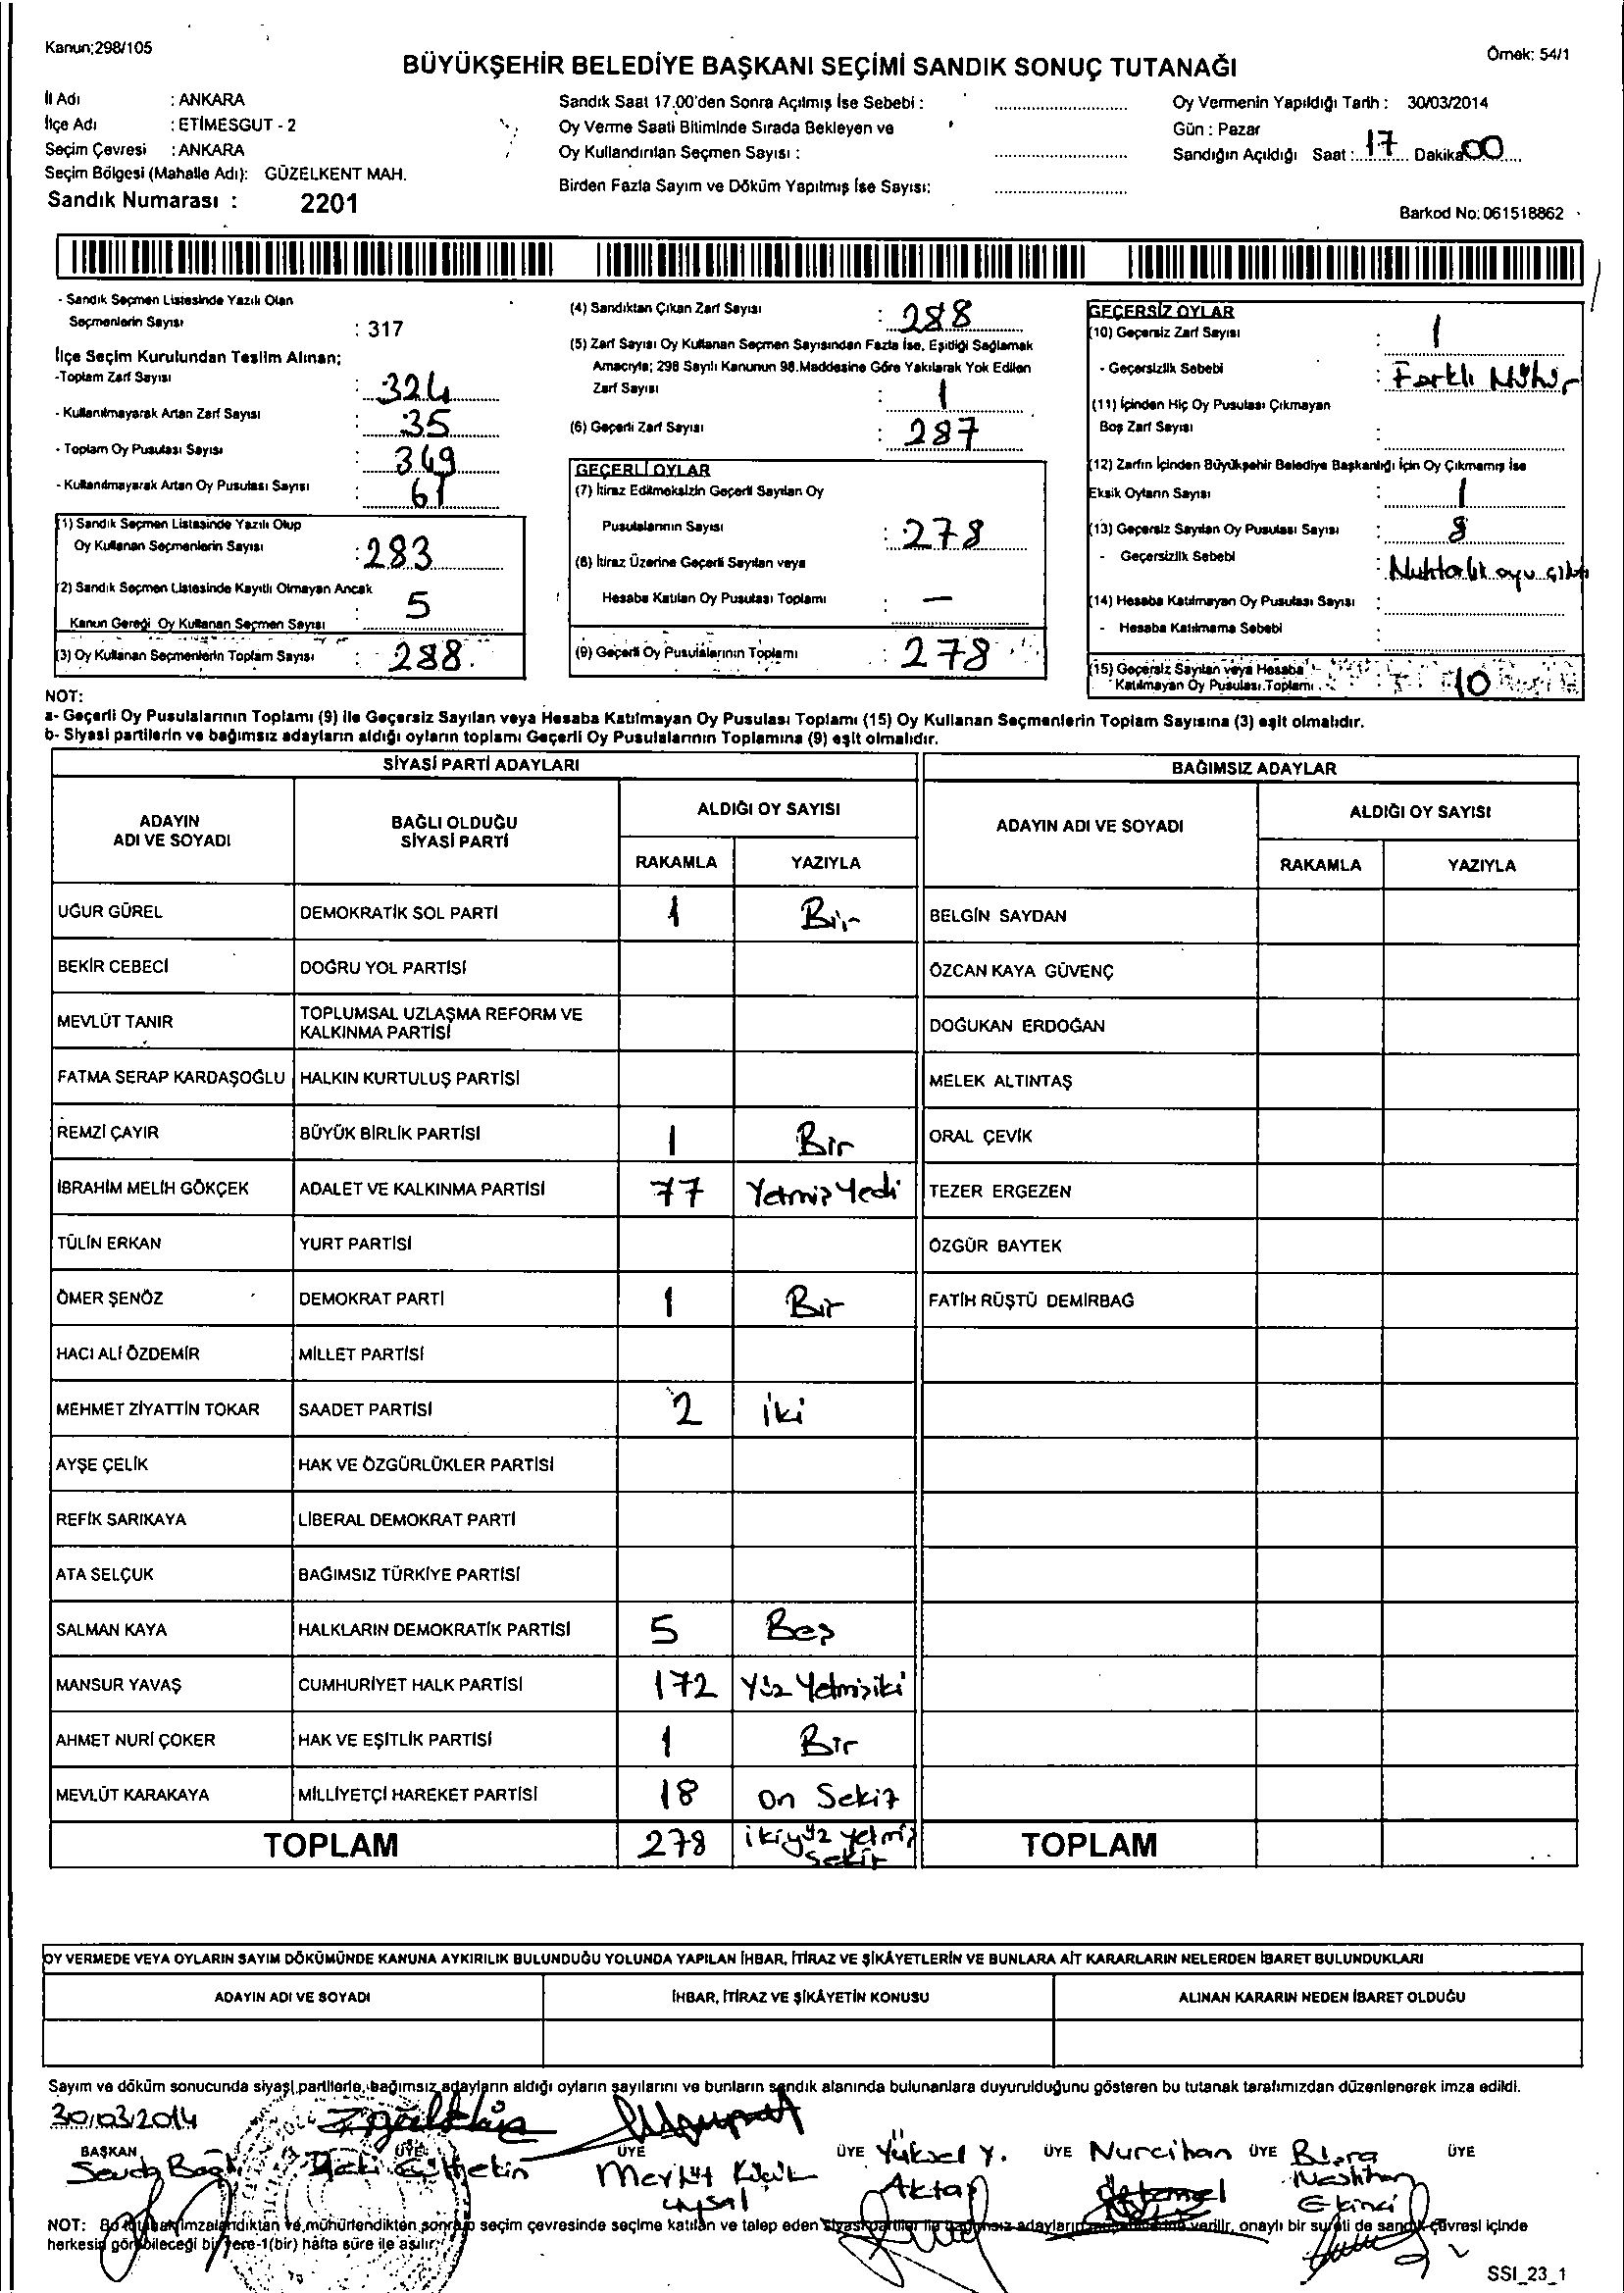 Kanun;298/105
Örnek: 54/1
BÜYÜKŞEHİR BELEDİYE BAŞKANI SEÇİMİ SANDIK SONUÇ TUTANAĞI
İl Adı : ANKARA
İlçe Adı : ETİMESGUT - 2
Seçim Çevresi : ANKARA
Seçim Bölgesi (Mahalle Adı): GÜZELKENT MAH.
Sandık Numarası : 2201
Sandık Saat 17.00'den Sonra Açılmış İse Sebebi :
Oy Verme Saati Bitiminde Sırada Bekleyen ve
Oy Kullandırılan Seçmen Sayısı :
Birden Fazla Sayım ve Döküm Yapılmış İse Sayısı:
Oy Vermenin Yapıldığı Tarih : 30/03/2014
Gün : Pazar
Sandığın Açıldığı Saat : 17 Dakika 00
Barkod No: 061518862
- Sandık Seçmen Listesinde Yazılı Olan
Seçmenlerin Sayısı : 317
İlçe Seçim Kurulundan Teslim Alınan;
-Toplam Zarf Sayısı : 324
- Kullanılmayarak Artan Zarf Sayısı : 35
- Toplam Oy Pusulası Sayısı : 349
- Kullanılmayarak Artan Oy Pusulası Sayısı : 61
(1) Sandık Seçmen Listesinde Yazılı Olup
Oy Kullanan Seçmenlerin Sayısı : 283
(2) Sandık Seçmen Listesinde Kayıtlı Olmayan Ancak
Kanun Gereği Oy Kullanan Seçmen Sayısı : 5
(3) Oy Kullanan Seçmenlerin Toplam Sayısı : 288
(4) Sandıktan Çıkan Zarf Sayısı : 288
(5) Zarf Sayısı Oy Kullanan Seçmen Sayısından Fazla İse, Eşitliği Sağlamak
Amacıyla; 298 Sayılı Kanunun 98.Maddesine Göre Yakılarak Yok Edilen
Zarf Sayısı : 1
(6) Geçerli Zarf Sayısı : 287
GEÇERLİ OYLAR
(7) İtiraz Edilmeksizin Geçerli Sayılan Oy
Pusulalarının Sayısı : 278
(8) İtiraz Üzerine Geçerli Sayılan veya
Hesaba Katılan Oy Pusulası Toplamı : —
(9) Geçerli Oy Pusulalarının Toplamı : 278
GEÇERSİZ OYLAR
(10) Geçersiz Zarf Sayısı : 1
- Geçersizlik Sebebi : Farklı Mühür
(11) İçinden Hiç Oy Pusulası Çıkmayan
Boş Zarf Sayısı :
(12) Zarfın İçinden Büyükşehir Belediye Başkanlığı İçin Oy Çıkmamış İse
Eksik Oyların Sayısı : 1
(13) Geçersiz Sayılan Oy Pusulası Sayısı : 8
- Geçersizlik Sebebi : Muhtarlık oyu çıktı
(14) Hesaba Katılmayan Oy Pusulası Sayısı :
- Hesaba Katılmama Sebebi :
(15) Geçersiz Sayılan veya Hesaba
Katılmayan Oy Pusulası Toplamı : 10
NOT:
a- Geçerli Oy Pusulalarının Toplamı (9) ile Geçersiz Sayılan veya Hesaba Katılmayan Oy Pusulası Toplamı (15) Oy Kullanan Seçmenlerin Toplam Sayısına (3) eşit olmalıdır.
b- Siyasi partilerin ve bağımsız adayların aldığı oyların toplamı Geçerli Oy Pusulalarının Toplamına (9) eşit olmalıdır.
SİYASİ PARTİ ADAYLARI
ADAYIN ADI VE SOYADI BAĞLI OLDUĞU SİYASİ PARTİ ALDIĞI OY SAYISI
RAKAMLA YAZIYLA
UĞUR GÜREL DEMOKRATİK SOL PARTİ 1 Bir
BEKİR CEBECİ DOĞRU YOL PARTİSİ
MEVLÜT TANIR TOPLUMSAL UZLAŞMA REFORM VE KALKINMA PARTİSİ
FATMA SERAP KARDAŞOĞLU HALKIN KURTULUŞ PARTİSİ
REMZİ ÇAYIR BÜYÜK BİRLİK PARTİSİ 1 Bir
İBRAHİM MELİH GÖKÇEK ADALET VE KALKINMA PARTİSİ 77 Yetmiş Yedi
TÜLİN ERKAN YURT PARTİSİ
ÖMER ŞENÖZ DEMOKRAT PARTİ 1 Bir
HACI ALİ ÖZDEMİR MİLLET PARTİSİ
MEHMET ZİYATTİN TOKAR SAADET PARTİSİ 2 iki
AYŞE ÇELİK HAK VE ÖZGÜRLÜKLER PARTİSİ
REFİK SARIKAYA LİBERAL DEMOKRAT PARTİ
ATA SELÇUK BAĞIMSIZ TÜRKİYE PARTİSİ
SALMAN KAYA HALKLARIN DEMOKRATİK PARTİSİ 5 Beş
MANSUR YAVAŞ CUMHURİYET HALK PARTİSİ 172 Yüz Yetmişiki
AHMET NURİ ÇOKER HAK VE EŞİTLİK PARTİSİ 1 Bir
MEVLÜT KARAKAYA MİLLİYETÇİ HAREKET PARTİSİ 18 On Sekiz
TOPLAM 278 ikiyüz yetmiş sekiz
BAĞIMSIZ ADAYLAR
ADAYIN ADI VE SOYADI ALDIĞI OY SAYISI
RAKAMLA YAZIYLA
BELGİN SAYDAN
ÖZCAN KAYA GÜVENÇ
DOĞUKAN ERDOĞAN
MELEK ALTINTAŞ
ORAL ÇEVİK
TEZER ERGEZEN
ÖZGÜR BAYTEK
FATİH RÜŞTÜ DEMİRBAĞ
TOPLAM
OY VERMEDE VEYA OYLARIN SAYIM DÖKÜMÜNDE KANUNA AYKIRILIK BULUNDUĞU YOLUNDA YAPILAN İHBAR, İTİRAZ VE ŞİKÂYETLERİN VE BUNLARA AİT KARARLARIN NELERDEN İBARET BULUNDUKLARI
ADAYIN ADI VE SOYADI İHBAR, İTİRAZ VE ŞİKÂYETİN KONUSU ALINAN KARARIN NEDEN İBARET OLDUĞU
Sayım ve döküm sonucunda siyasi partilerle, bağımsız adayların aldığı oyların sayılarını ve bunların sandık alanında bulunanlara duyurulduğunu gösteren bu tutanak tarafımızdan düzenlenerek imza edildi.
30/03/2014
BAŞKAN ÜYE ÜYE ÜYE Yüksel Y. ÜYE Nurcihan ÜYE ÜYE
Aktaş Neslihan
Ekinci
NOT: Bu tutanak imzalandıktan ve mühürlendikten sonra seçim çevresinde seçime katılan ve talep eden siyasi partiler ile bağımsız adayların verilir, onaylı bir sureti de sandık çevresi içinde
herkesin görebileceği bir yere 1(bir) hafta süre ile asılır.
SSI_23_1